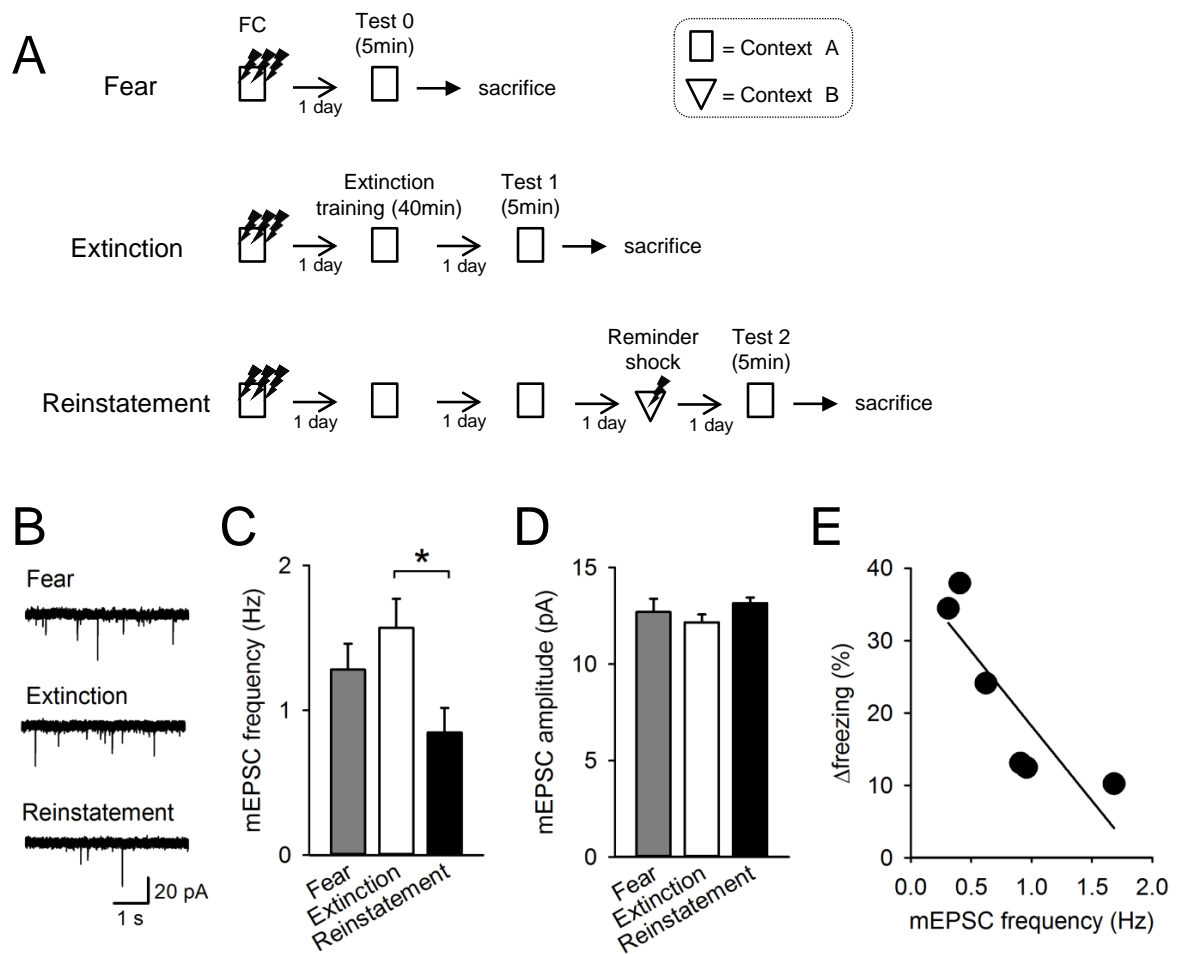 A
FC
Test 0
(5min)
Fear
1 day
sacrifice
= Context A
= Context B
Extinction
training (40min)
Test 1
(5min)
Extinction
1 day
1 day
sacrifice
Reminder
shock
Test 2
(5min)
Reinstatement
1 day
1 day
1 day
1 day
sacrifice
B
Fear
Extinction
Reinstatement
20 pA
1 s
C
mEPSC frequency (Hz)
2
1
0
*
Fear
Extinction
Reinstatement
D
mEPSC amplitude (pA)
15
10
5
0
Fear
Extinction
Reinstatement
E
Δfreezing (%)
40
30
20
10
0
0.0 0.5 1.0 1.5 2.0
mEPSC frequency (Hz)